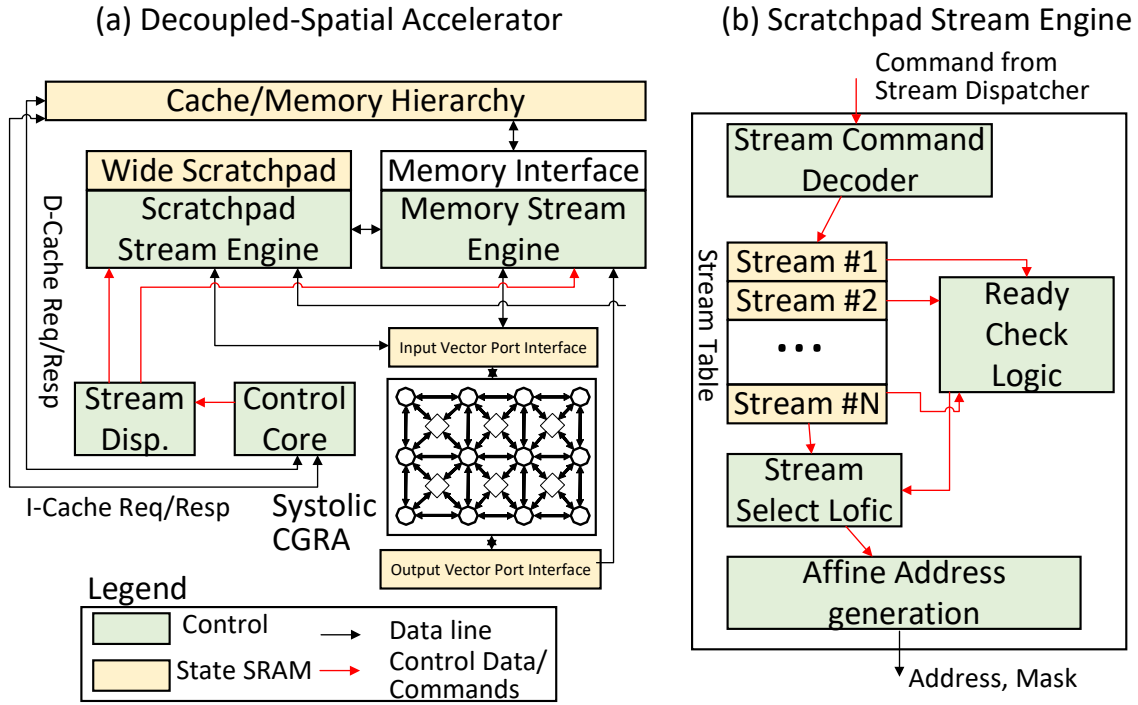 (a) Decoupled-Spatial Accelerator
Cache/Memory Hierarchy
Wide Scratchpad
Scratchpad
Stream Engine
Memory Interface
Memory Stream
Engine
D-Cache Req/Resp
Input Vector Port Interface
Stream
Disp.
Control
Core
I-Cache Req/Resp
Systolic
CGRA
Output Vector Port Interface
Legend
Control
Data line
State SRAM
Control Data/
Commands
(b) Scratchpad Stream Engine
Command from
Stream Dispatcher
Stream Command
Decoder
Stream Table
Stream #1
Stream #2
...
Stream #N
Ready
Check
Logic
Stream
Select Lofic
Affine Address
generation
Address, Mask